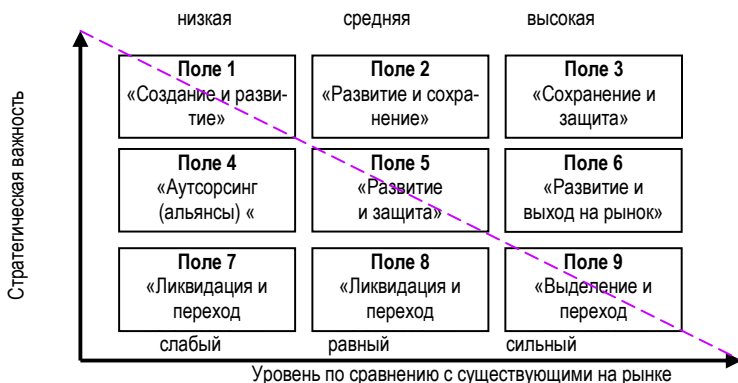 низкая средняя высокая
Стратегическая важность
Поле 1
«Создание и разви-
тие»
Поле 2
«Развитие и сохра-
нение»
Поле 3
«Сохранение и
защита»
Поле 4
«Аутсорсинг
(альянсы) «
Поле 5
«Развитие
и защита»
Поле 6
«Развитие и
выход на рынок»
Поле 7
«Ликвидация и
переход
Поле 8
«Ликвидация и
переход
Поле 9
«Выделение и
переход
слабый равный сильный
Уровень по сравнению с существующими на рынке